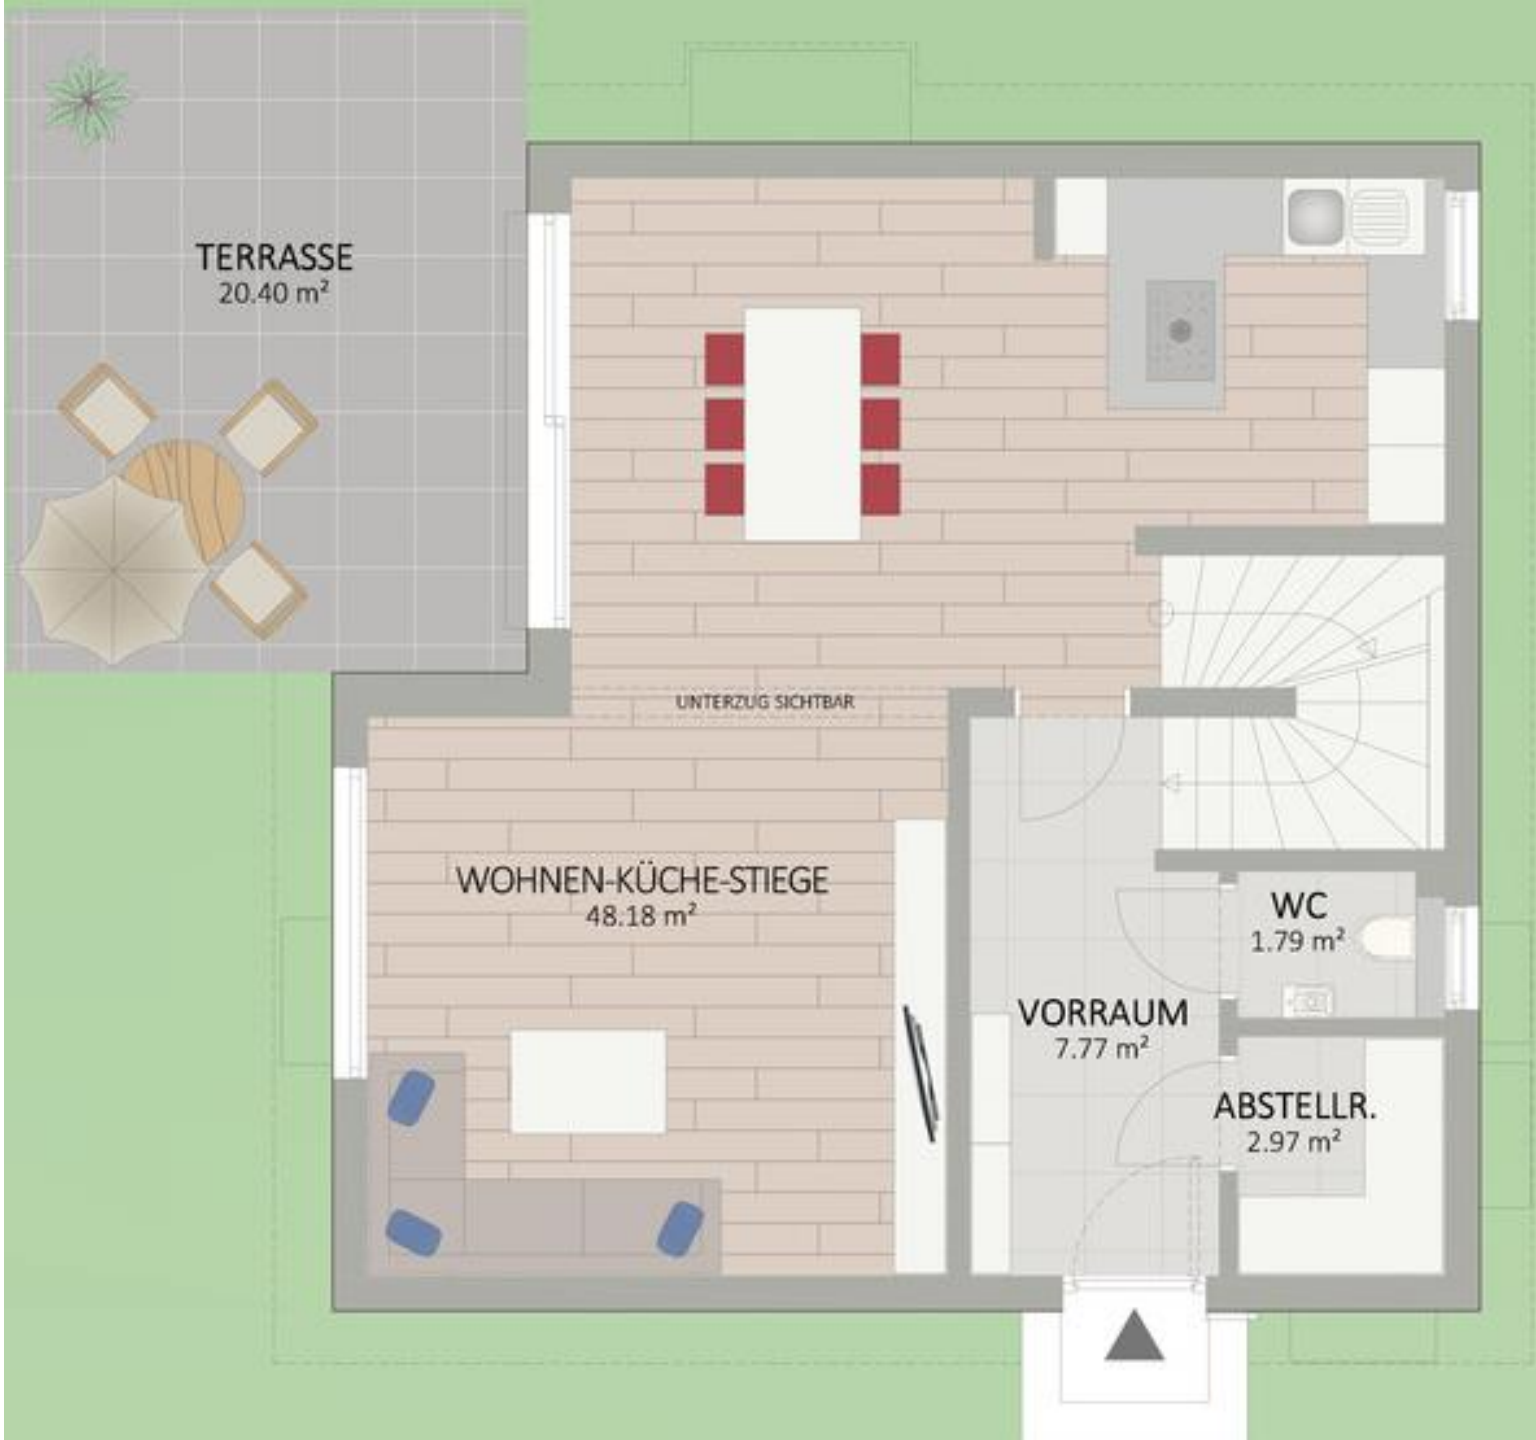 TERRASSE
20.40 m²
UNTERZUG SICHTBAR
WOHNEN-KÜCHE-STIEGE
48.18 m²
WC
1.79 m²
VORRAUM
7.77 m²
ABSTELLR.
2.97 m²